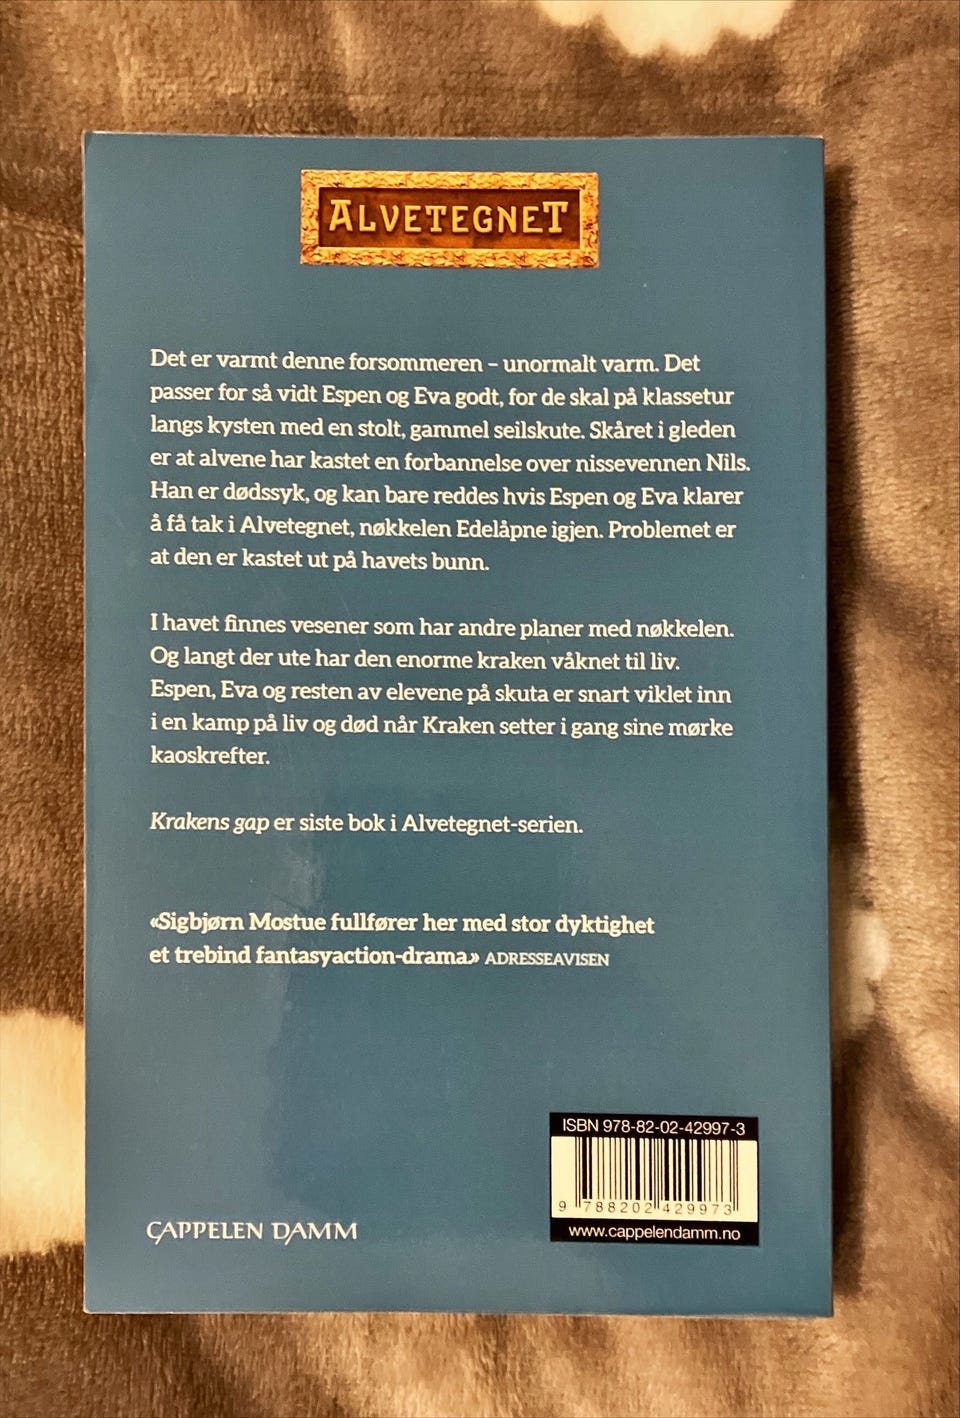 ALVETEGNET
Det er varmt denne forsommeren – unormalt varm. Det
passer for så vidt Espen og Eva godt, for de skal på klassetur
langs kysten med en stolt, gammel seilskute. Skåret i gleden
er at alvene har kastet en forbannelse over nissevennen Nils.
Han er dødssyk, og kan bare reddes hvis Espen og Eva klarer
å få tak i Alvetegnet, nøkkelen Edelåpne igjen. Problemet er
at den er kastet ut på havets bunn.
I havet finnes vesener som har andre planer med nøkkelen.
Og langt der ute har den enorme kraken våknet til liv.
Espen, Eva og resten av elevene på skuta er snart viklet inn
i en kamp på liv og død når Kraken setter i gang sine mørke
kaoskrefter.
Krakens gap er siste bok i Alvetegnet-serien.
«Sigbjørn Mostue fullfører her med stor dyktighet
et trebind fantasyaction-drama.» ADRESSEAVISEN
ISBN 978-82-02-42997-3
9 788202 429973
www.cappelendamm.no
CAPPELEN DAMM